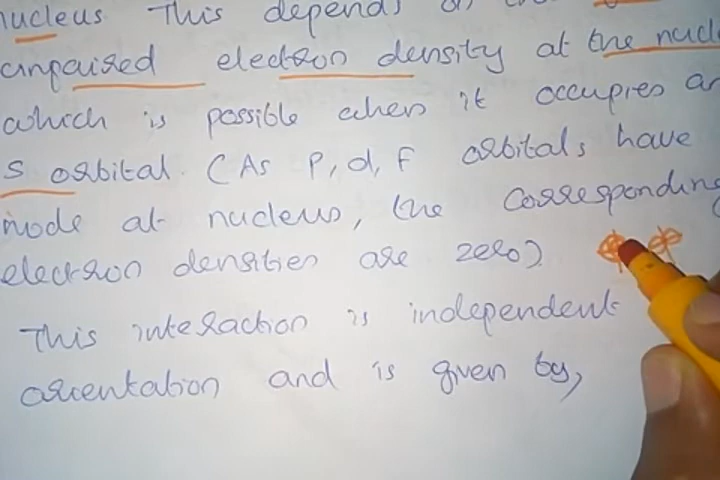 nucleus This depends on the
unpaired electron density at the nucl
which is possible when it occupies an
S orbital. (As P, d, F orbitals have
node at nucleus, the corresponding
electron densities are zero)
This interaction is independent
orientation and is given by,